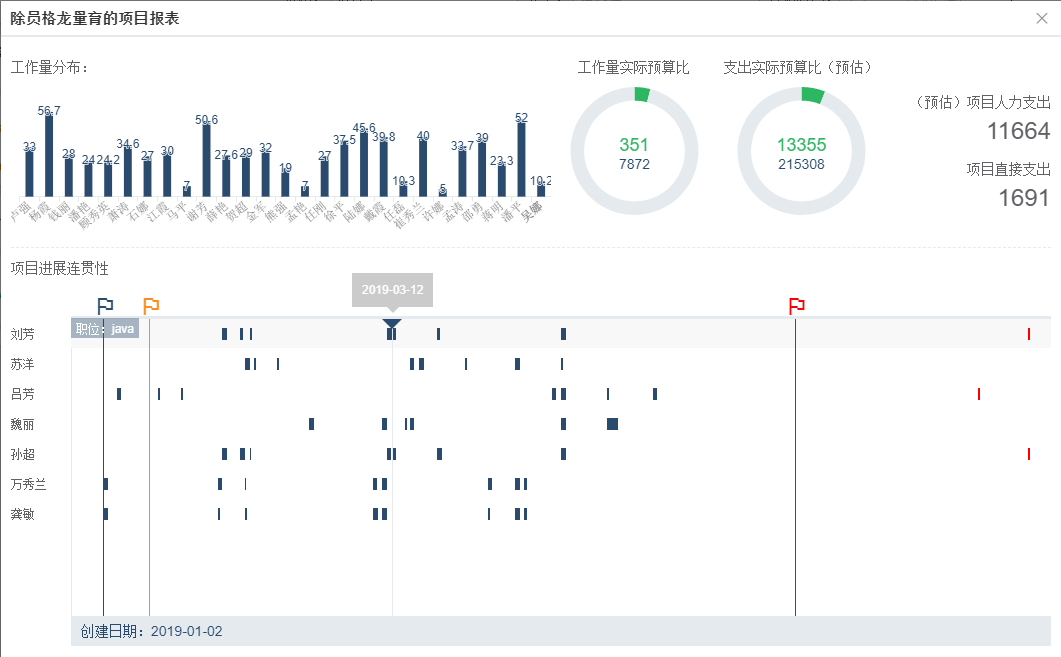 除员格龙量育的项目报表
工作量分布：
工作量实际预算比
支出实际预算比（预估）
（预估）项目人力支出
11664
项目直接支出
1691
351
7872
13355
215308
33
56.7
28
24
24.2
34.6
27
30
7
50.6
27.6
29
32
19
7
27
37.5
45.6
39.8
10.3
40
5
33.7
39
23.3
52
10.2
卢强
杨霞
钱丽
潘艳
顾秀英
萧涛
石娜
江霞
马平
谢芳
薛艳
贺超
金军
熊强
孟艳
任刚
徐平
陆娜
戴霞
任磊
崔秀兰
许娜
孟涛
邵勇
蒋明
潘平
吴娜
项目进展连贯性
2019-03-12
职位：java
刘芳
苏洋
吕芳
魏丽
孙超
万秀兰
龚敏
创建日期：2019-01-02